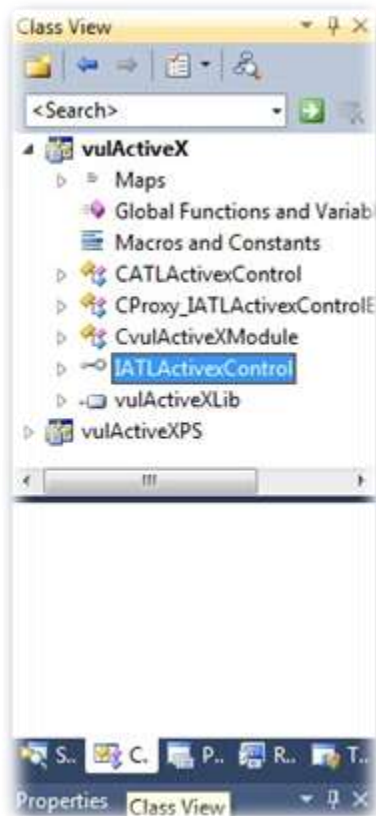 Class View
<Search>
vulActiveX
Maps
Global Functions and Variab
Macros and Constants
CATLActivexControl
CProxy_IATLActivexControlE
CvulActiveXModule
IATLActivexControl
vulActiveXLib
vulActiveXPS
S.. C.. P.. R.. T..
Properties
Class View